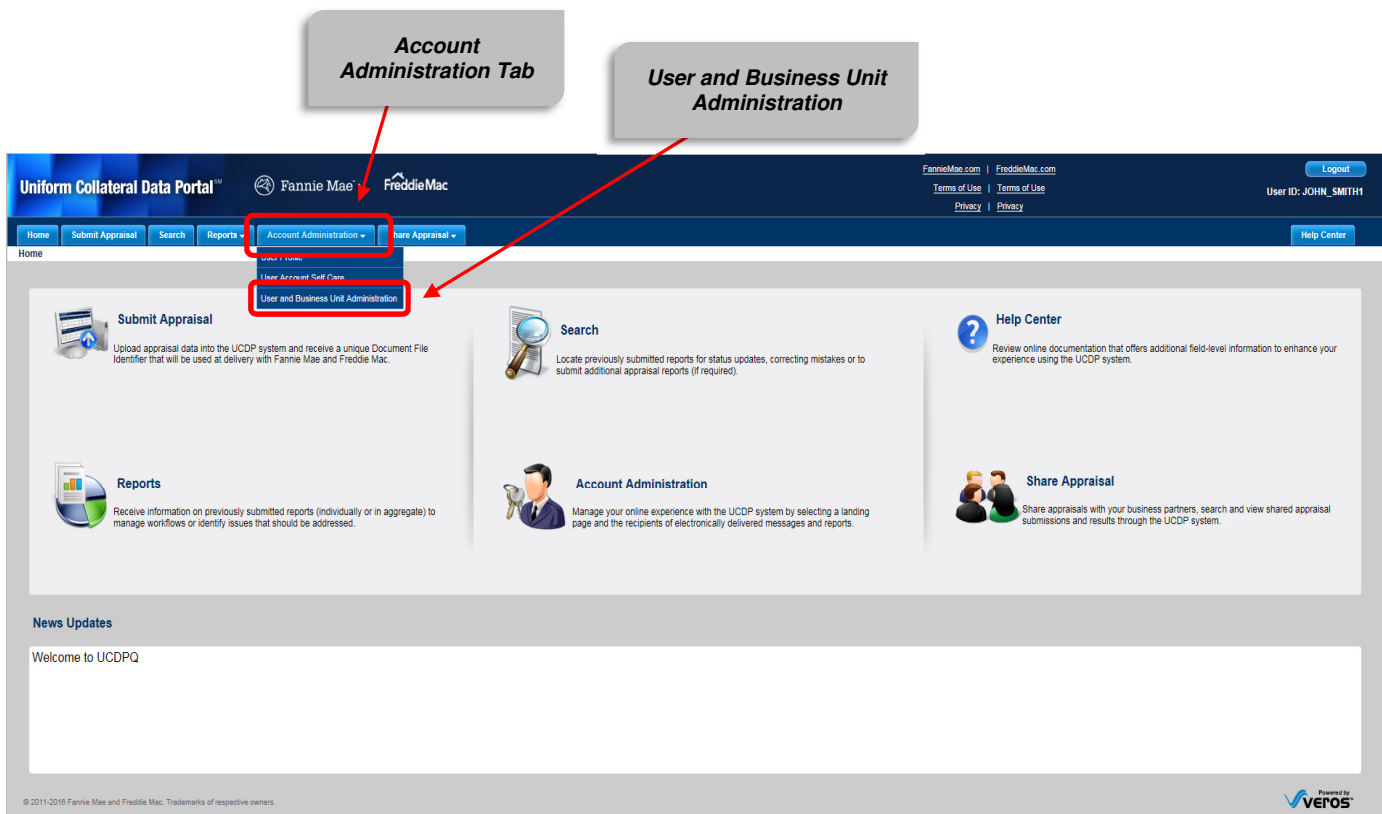 Account
Administration Tab
User and Business Unit
Administration
Uniform Collateral Data Portal℠
Fannie Mae
Freddie Mac
FannieMae.com | FreddieMac.com
Terms of Use | Terms of Use
Privacy | Privacy
Logout
User ID: JOHN_SMITH1
Home Submit Appraisal Search Reports Account Administration Share Appraisal Help Center
Home
User Profile
User Account Self Care
User and Business Unit Administration
Submit Appraisal
Upload appraisal data into the UCDP system and receive a unique Document File
Identifier that will be used at delivery with Fannie Mae and Freddie Mac.
Search
Locate previously submitted reports for status updates, correcting mistakes or to
submit additional appraisal reports (if required).
Help Center
Review online documentation that offers additional field-level information to enhance your
experience using the UCDP system.
Reports
Receive information on previously submitted reports (individually or in aggregate) to
manage workflows or identify issues that should be addressed.
Account Administration
Manage your online experience with the UCDP system by selecting a landing
page and the recipients of electronically delivered messages and reports.
Share Appraisal
Share appraisals with your business partners, search and view shared appraisal
submissions and results through the UCDP system.
News Updates
Welcome to UCDPQ
© 2011-2016 Fannie Mae and Freddie Mac. Trademarks of respective owners.
Powered by
veros